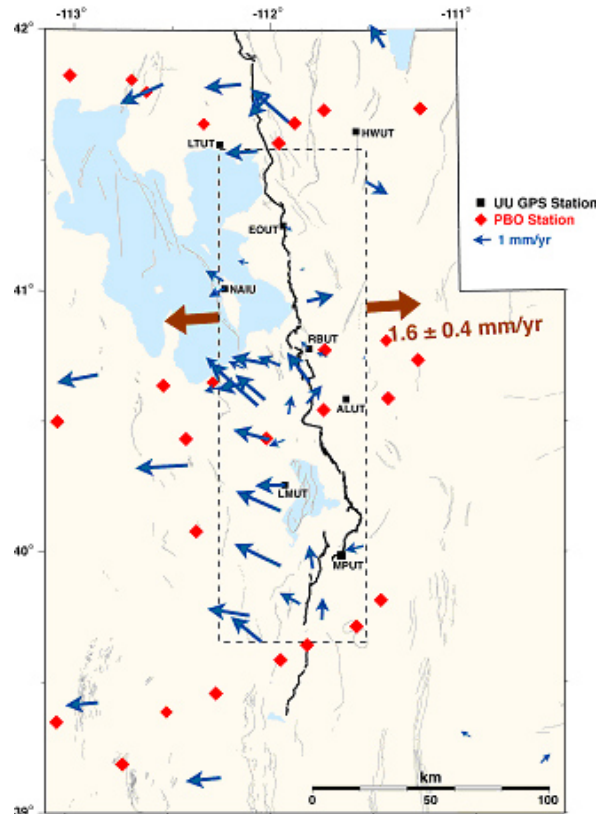 -113° -112° -111°
42°
HWUT
LTUT
UU GPS Station
PBO Station
1 mm/yr
EOUT
41°
NAIU
1.6 ± 0.4 mm/yr
RBUT
ALUT
LMUT
40°
MPUT
km
39°
0 50 100